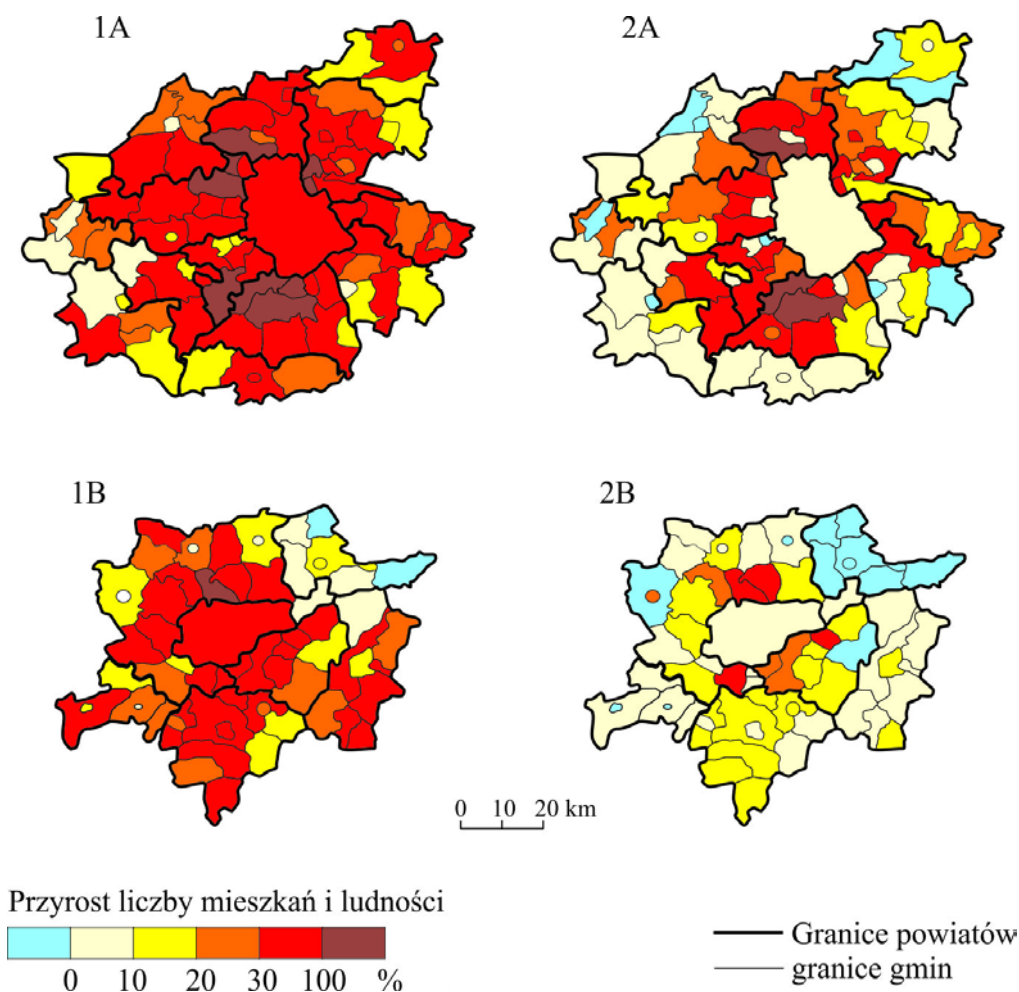 1A
2A
1B
2B
0 10 20 km
Przyrost liczby mieszkań i ludności
0 10 20 30 100 %
Granice powiatów
granice gmin